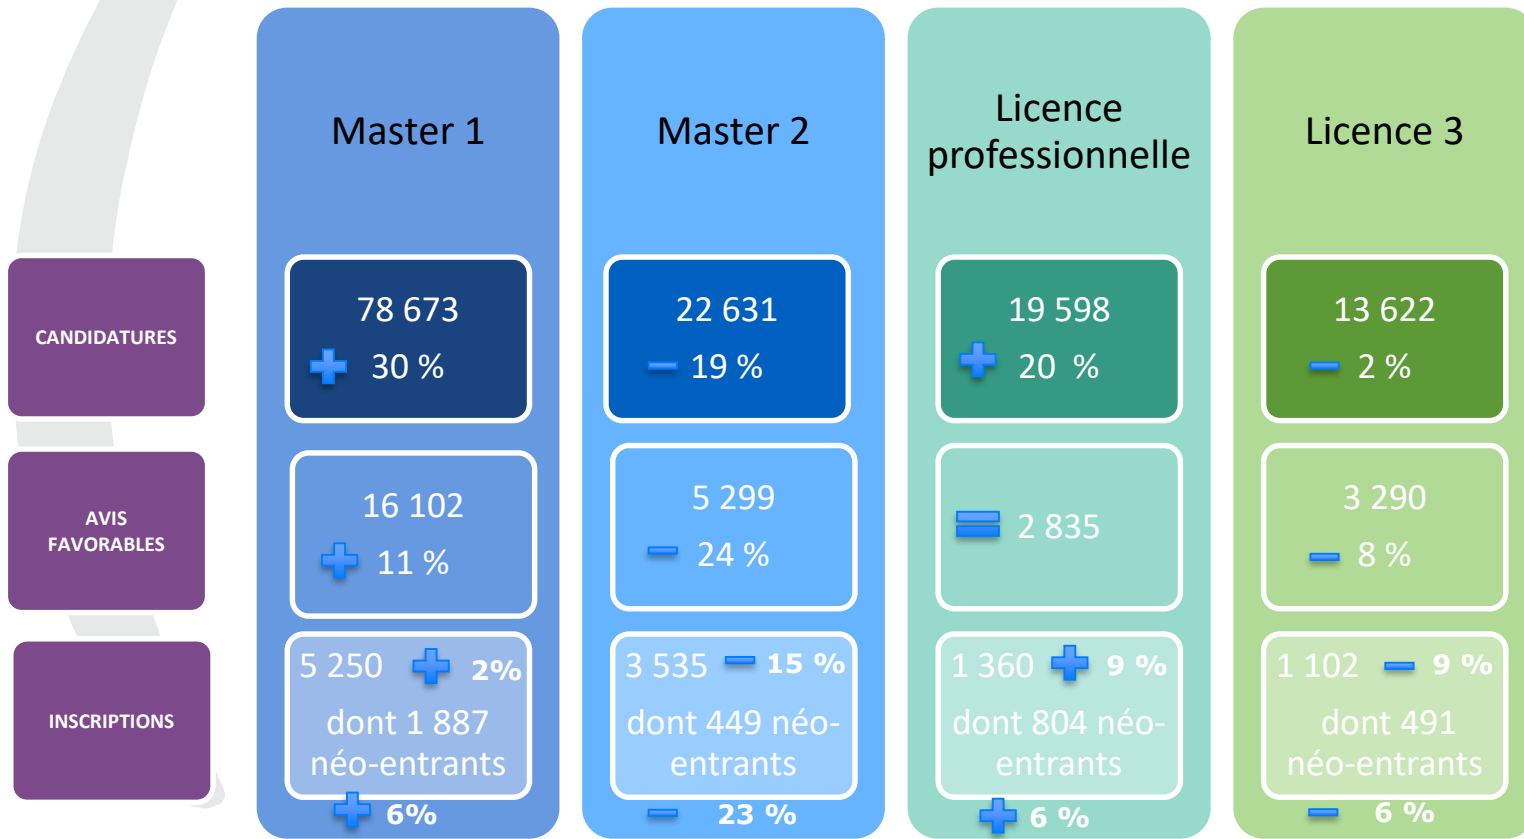 Master 1
Master 2
Licence
professionnelle
Licence 3
CANDIDATURES
78 673
+ 30 %
22 631
- 19 %
19 598
+ 20 %
13 622
- 2 %
AVIS
FAVORABLES
16 102
+ 11 %
5 299
- 24 %
= 2 835
3 290
- 8 %
INSCRIPTIONS
5 250 + 2%
dont 1 887
néo-entrants
+ 6%
3 535 - 15 %
dont 449 néo-
entrants
- 23 %
1 360 + 9 %
dont 804 néo-
entrants
+ 6 %
1 102 - 9 %
dont 491
néo-entrants
- 6 %